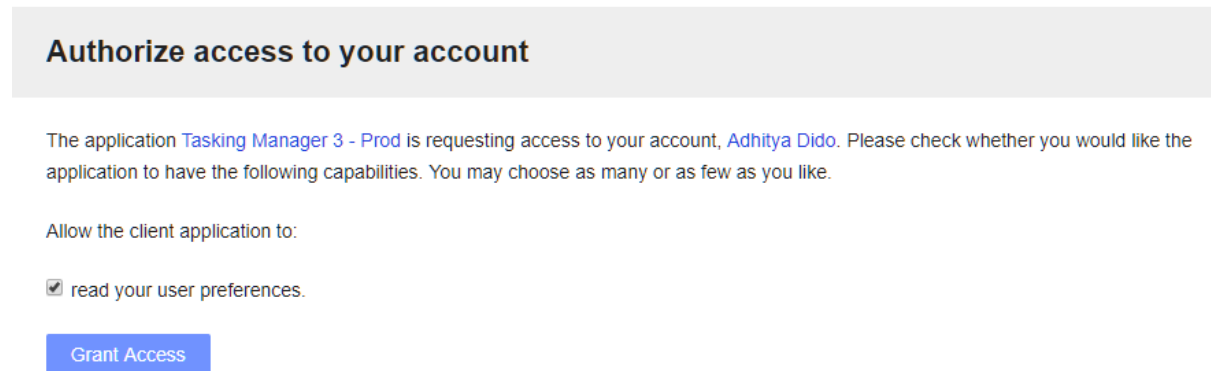 Authorize access to your account
The application Tasking Manager 3 - Prod is requesting access to your account, Adhitya Dido. Please check whether you would like the
application to have the following capabilities. You may choose as many or as few as you like.
Allow the client application to:
read your user preferences.
Grant Access